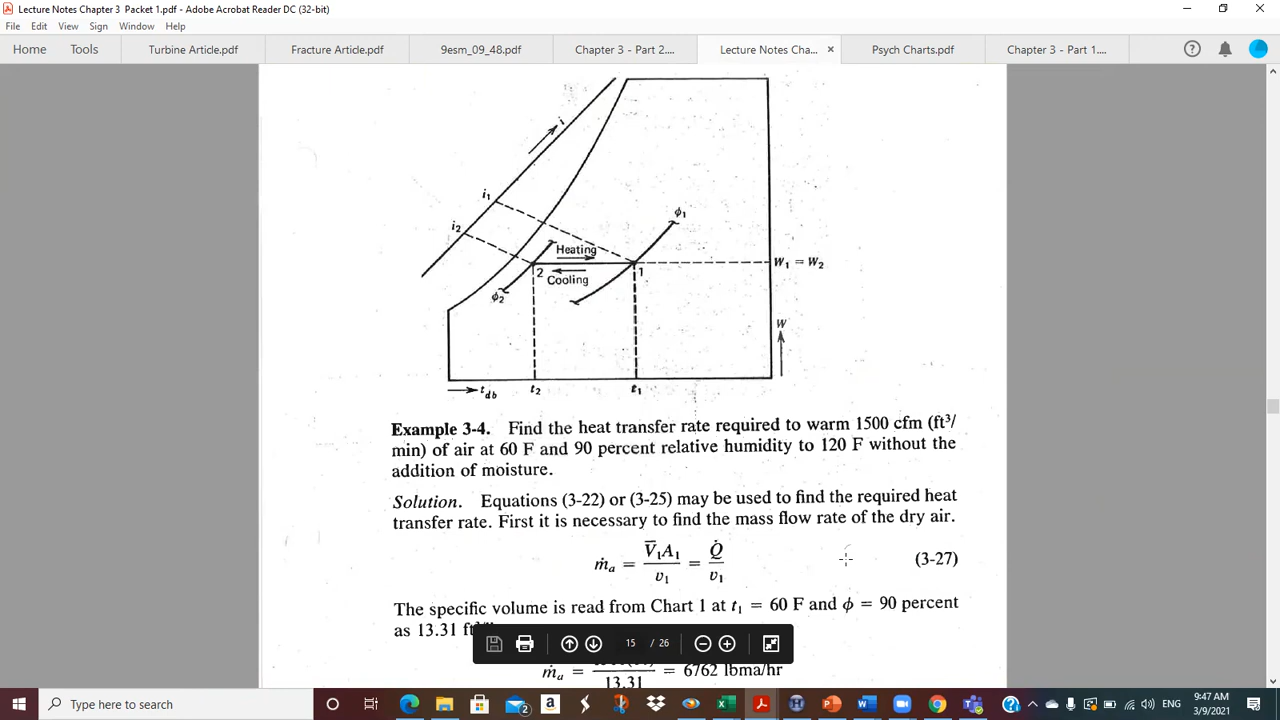 Lecture Notes Chapter 3 Packet 1.pdf - Adobe Acrobat Reader DC (32-bit)
File Edit View Sign Window Help
Home Tools Turbine Article.pdf Fracture Article.pdf 9esm_09_48.pdf Chapter 3 - Part 2.... Lecture Notes Cha... × Psych Charts.pdf Chapter 3 - Part 1....
i
i₁
i₂
ϕ₁
Heating
2 1
Cooling
W₁ = W₂
ϕ₂
W
t_db t₂ t₁
Example 3-4. Find the heat transfer rate required to warm 1500 cfm (ft³/
min) of air at 60 F and 90 percent relative humidity to 120 F without the
addition of moisture.
Solution. Equations (3-22) or (3-25) may be used to find the required heat
transfer rate. First it is necessary to find the mass flow rate of the dry air.
ṁₐ = V̅₁A₁/v₁ = Q̇/v₁ (3-27)
The specific volume is read from Chart 1 at t₁ = 60 F and ϕ = 90 percent
as 13.31
15 / 26
ṁₐ = /13.31 = 6762 lbma/hr
Type here to search
2
ENG
9:47 AM
3/9/2021